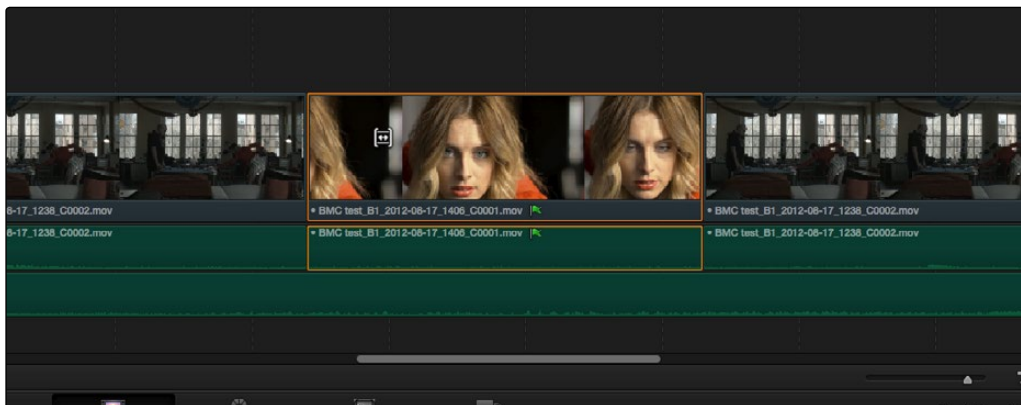 6-17_1238_C0002.mov
• BMC test_B1_2012-08-17_1406_C0001.mov
• BMC test_B1_2012-08-17_1238_C0002.mov
8-17_1238_C0002.mov
• BMC test_B1_2012-08-17_1406_C0001.mov
• BMC test_B1_2012-08-17_1238_C0002.mov